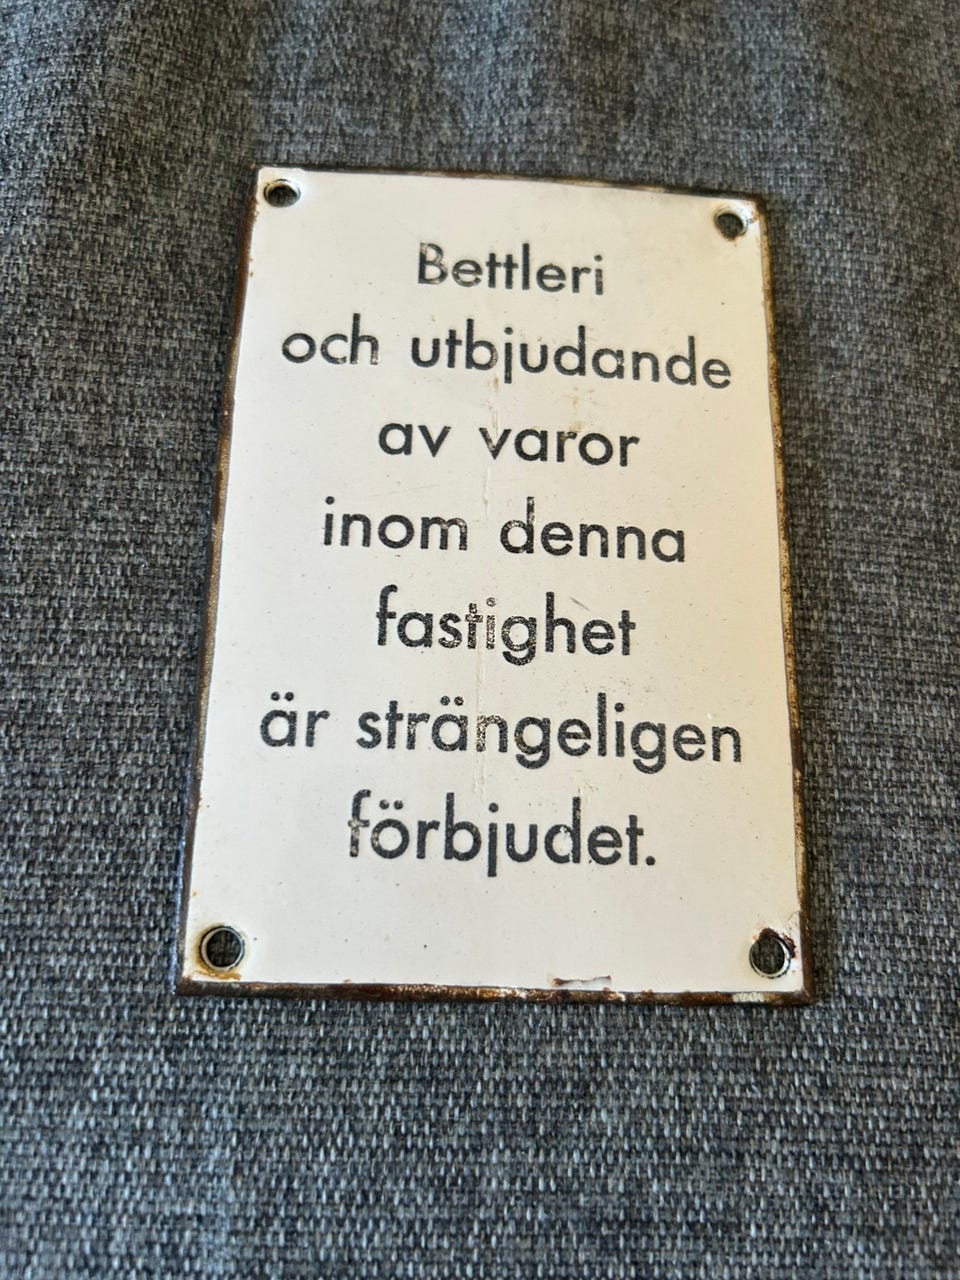 Bettleri
och utbjudande
av varor
inom denna
fastighet
är strängeligen
förbjudet.